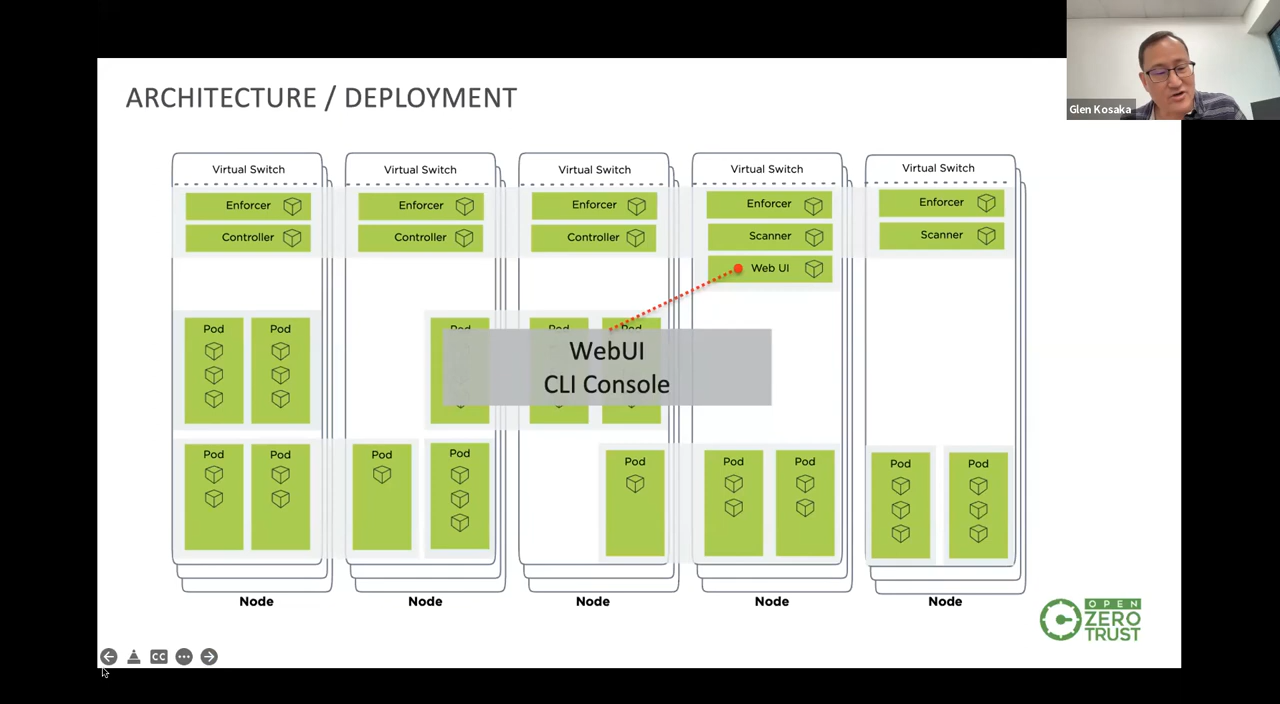 Glen Kosaka
ARCHITECTURE / DEPLOYMENT
Virtual Switch
Enforcer
Controller
Pod
Pod
Pod
Pod
Node
Virtual Switch
Enforcer
Controller
Pod
Pod
Pod
Node
Virtual Switch
Enforcer
Controller
Pod
Pod
Pod
Node
Virtual Switch
Enforcer
Scanner
Web UI
Pod
Pod
Node
Virtual Switch
Enforcer
Scanner
Pod
Pod
Node
WebUI
CLI Console
OPEN
ZERO
TRUST
CC